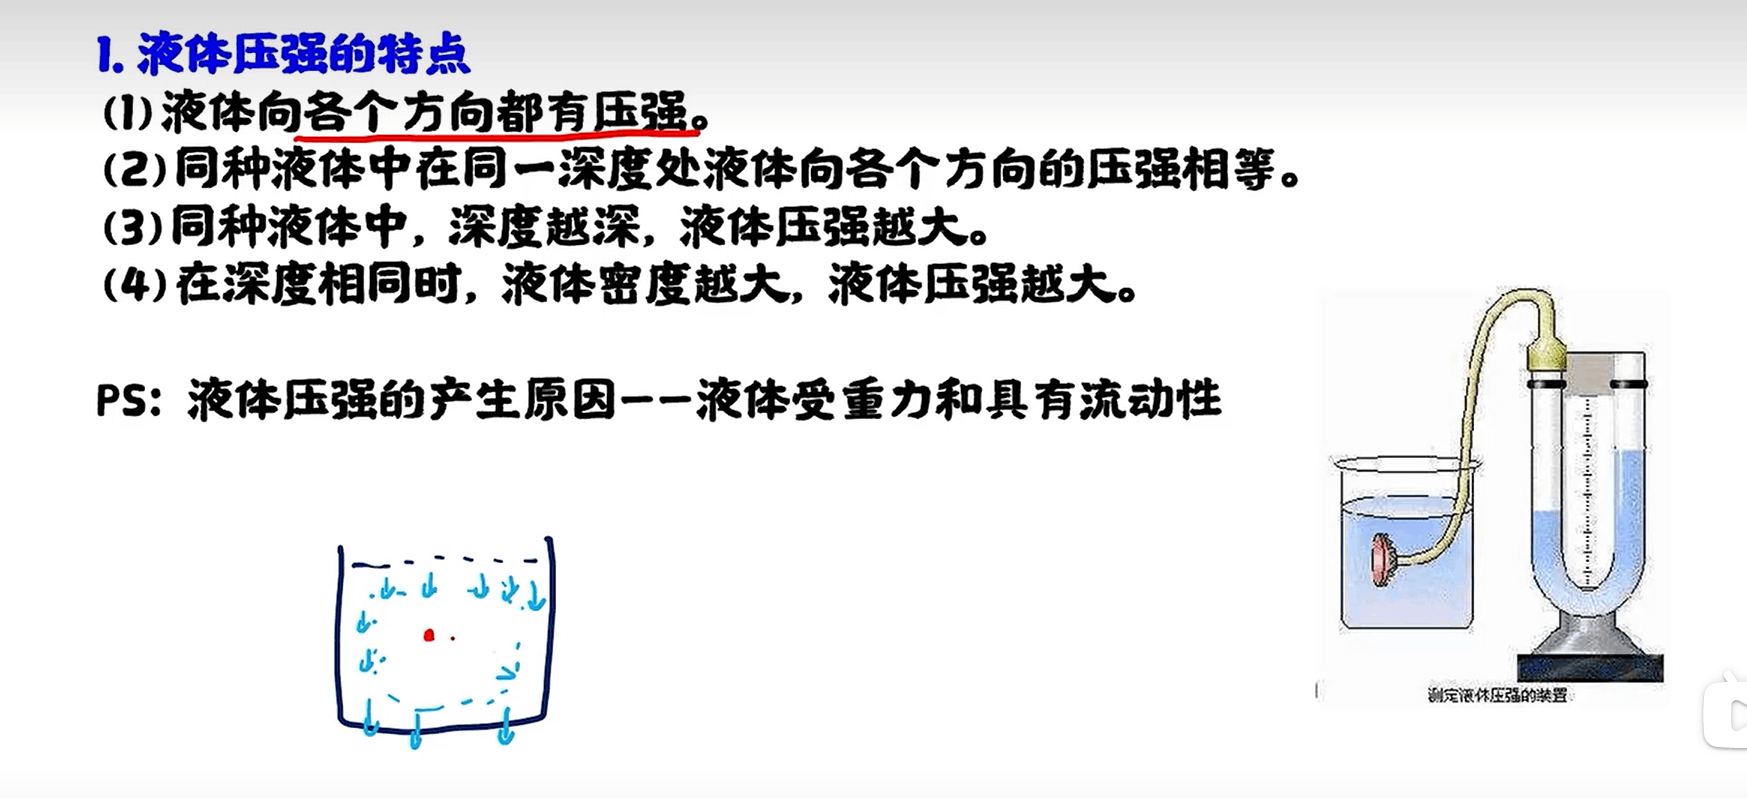 1. 液体压强的特点
(1)液体向各个方向都有压强。
(2)同种液体中在同一深度处液体向各个方向的压强相等。
(3)同种液体中，深度越深，液体压强越大。
(4)在深度相同时，液体密度越大，液体压强越大。
PS: 液体压强的产生原因——液体受重力和具有流动性
测定液体压强的装置